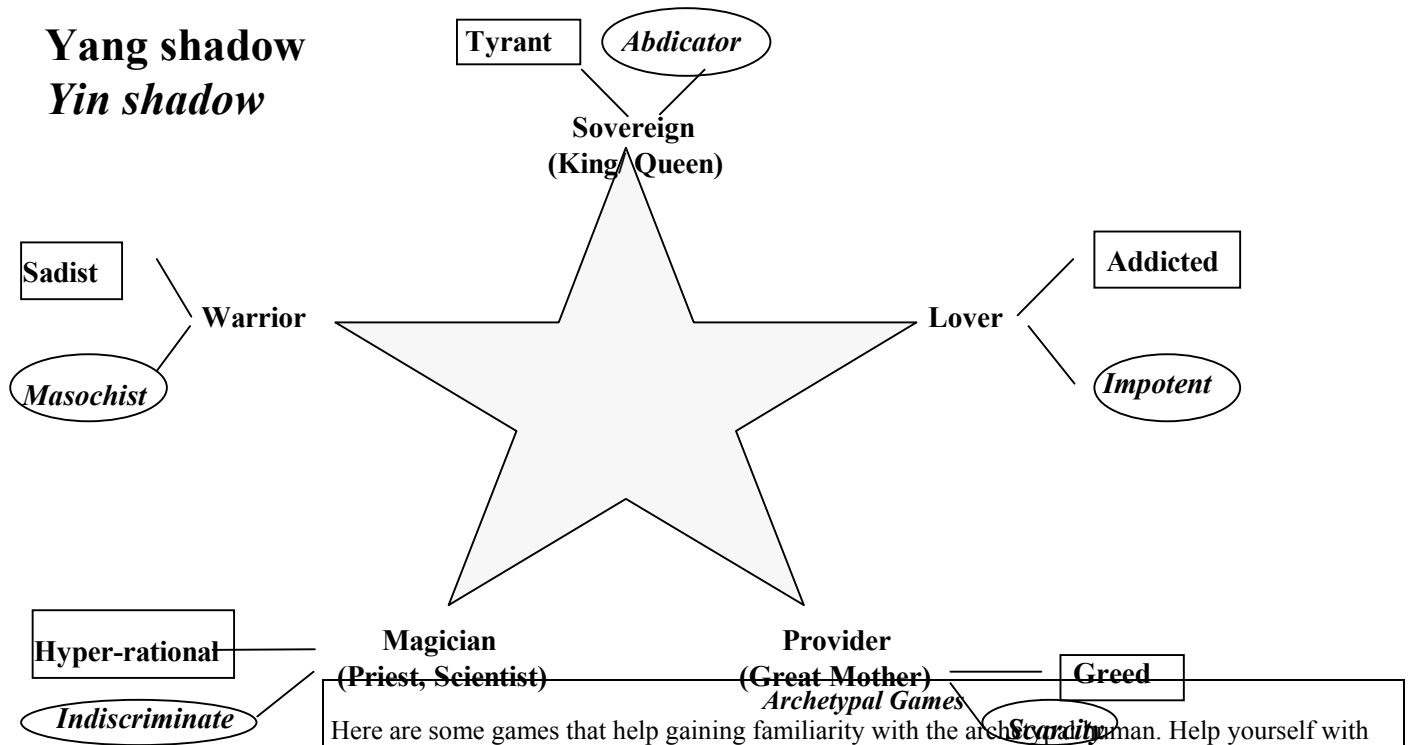 Yang shadow
Yin shadow
Tyrant
Abdicator
Sovereign
(King/ Queen)
Sadist
Warrior
Masochist
Lover
Addicted
Impotent
Hyper-rational
Indiscriminate
Magician
(Priest, Scientist)
Provider
(Great Mother)
Greed
Scarcity
Archetypal Games
Here are some games that help gaining familiarity with the archetypal human. Help yourself with